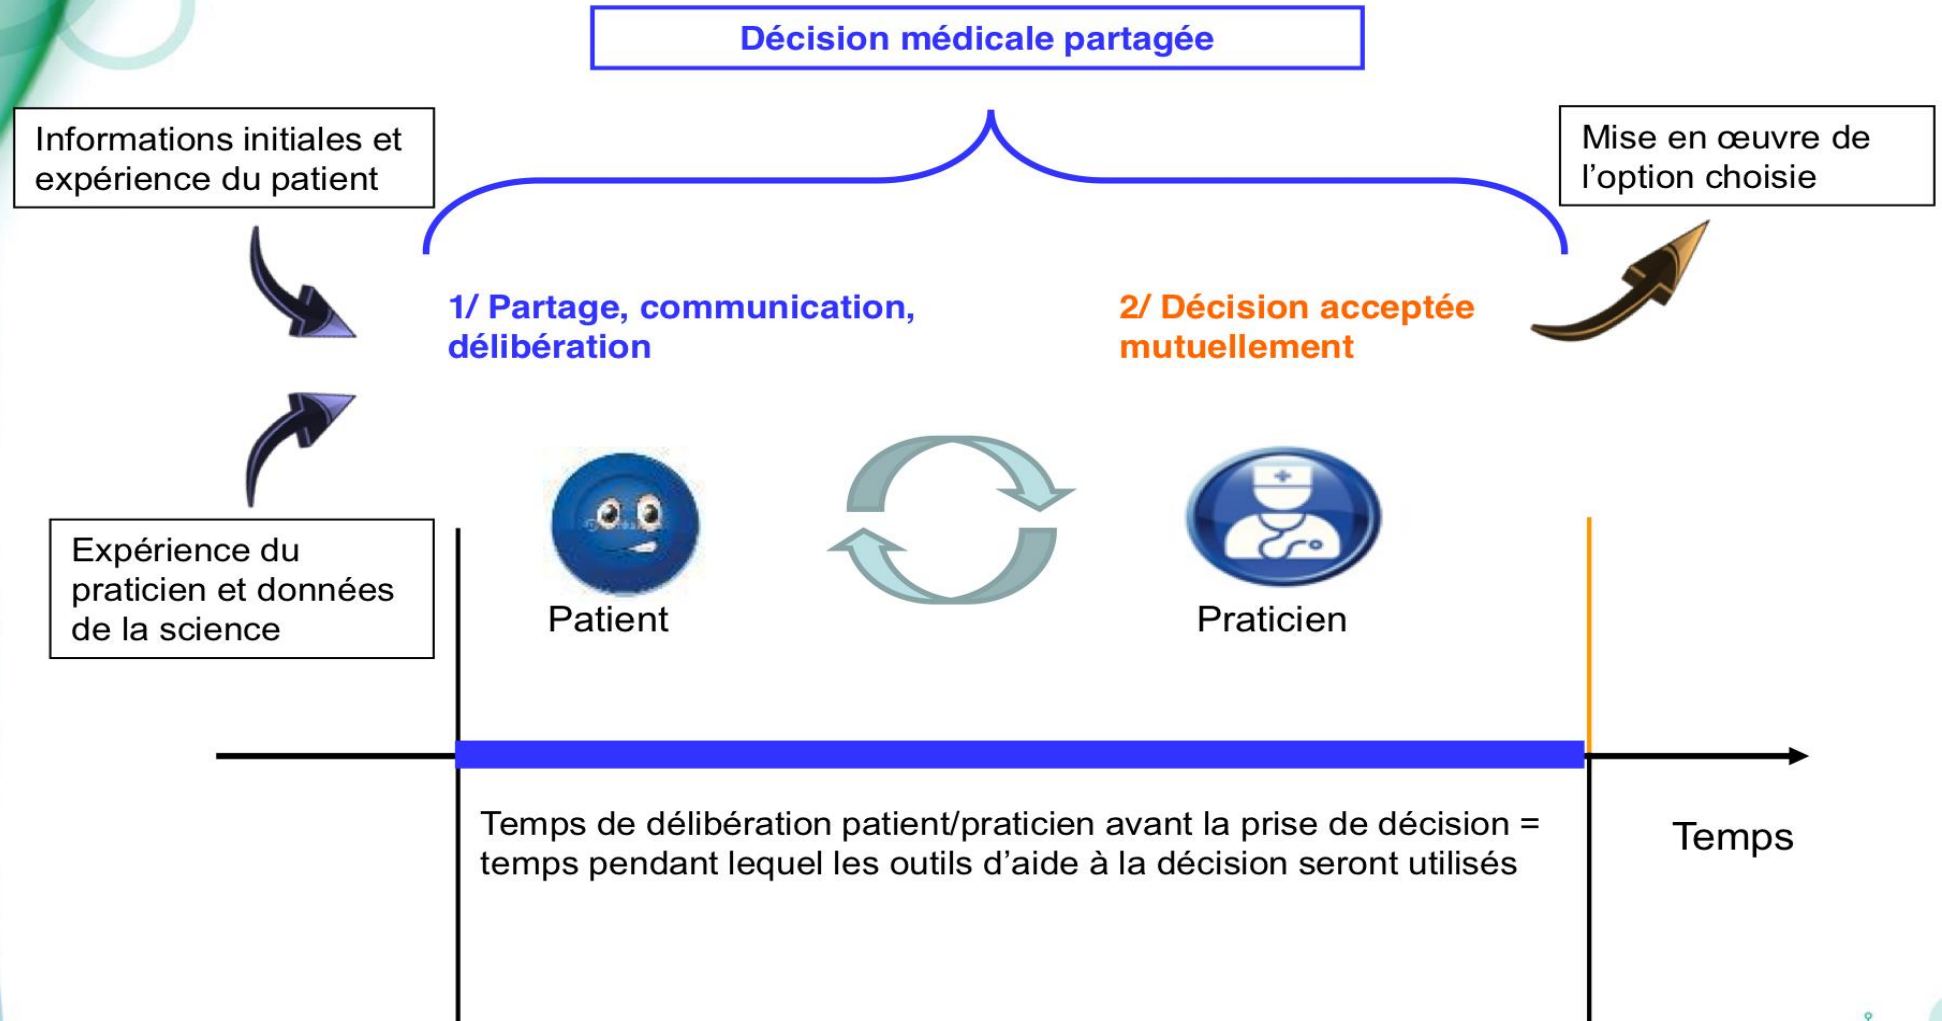 Décision médicale partagée
Informations initiales et
expérience du patient
Mise en œuvre de
l’option choisie
1/ Partage, communication,
délibération
2/ Décision acceptée
mutuellement
Expérience du
praticien et données
de la science
Patient
Praticien
Temps de délibération patient/praticien avant la prise de décision =
temps pendant lequel les outils d’aide à la décision seront utilisés
Temps